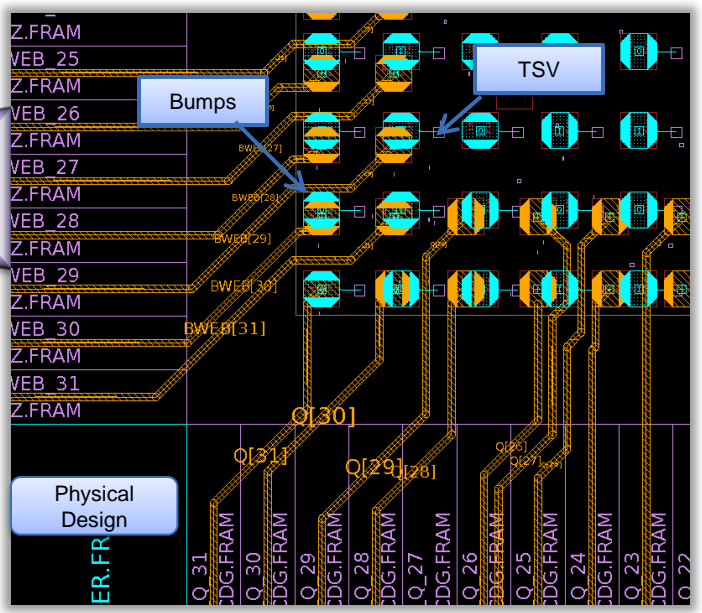 Z.FRAM
WEB_25
Z.FRAM
WEB_26
Z.FRAM
WEB_27
Z.FRAM
WEB_28
Z.FRAM
WEB_29
Z.FRAM
WEB_30
Z.FRAM
WEB_31
Z.FRAM
Bumps
TSV
BWEB[27]
BWEB[28]
BWEB[29]
BWEB[30]
BWEB[31]
Q[30]
Q[31]
Q[29]
Q[28]
Q[26]
Q[27]
Physical
Design
ER.FR
Q_31
CDG.FRAM
Q_30
Q_29
CDG.FRAM
Q_28
CDG.FRAM
Q_27
CDG.FRAM
Q_26
CDG.FRAM
Q_25
CDG.FRAM
Q_24
CDG.FRAM
Q_23
CDG.FRAM
Q_22